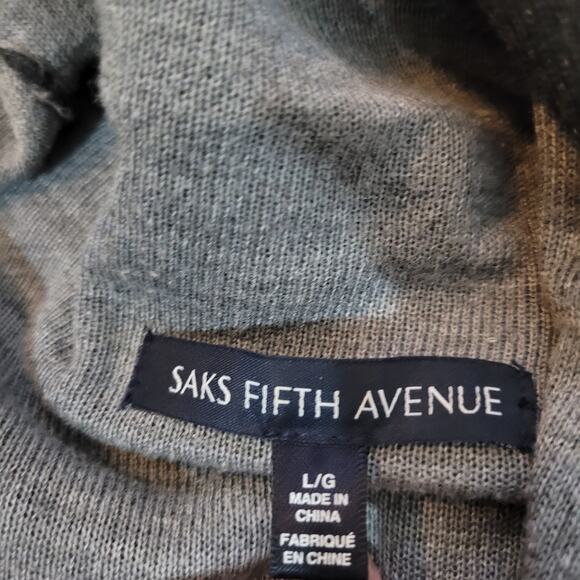 SAKS FIFTH AVENUE
L/G
MADE IN
CHINA
FABRIQUÉ
EN CHINE